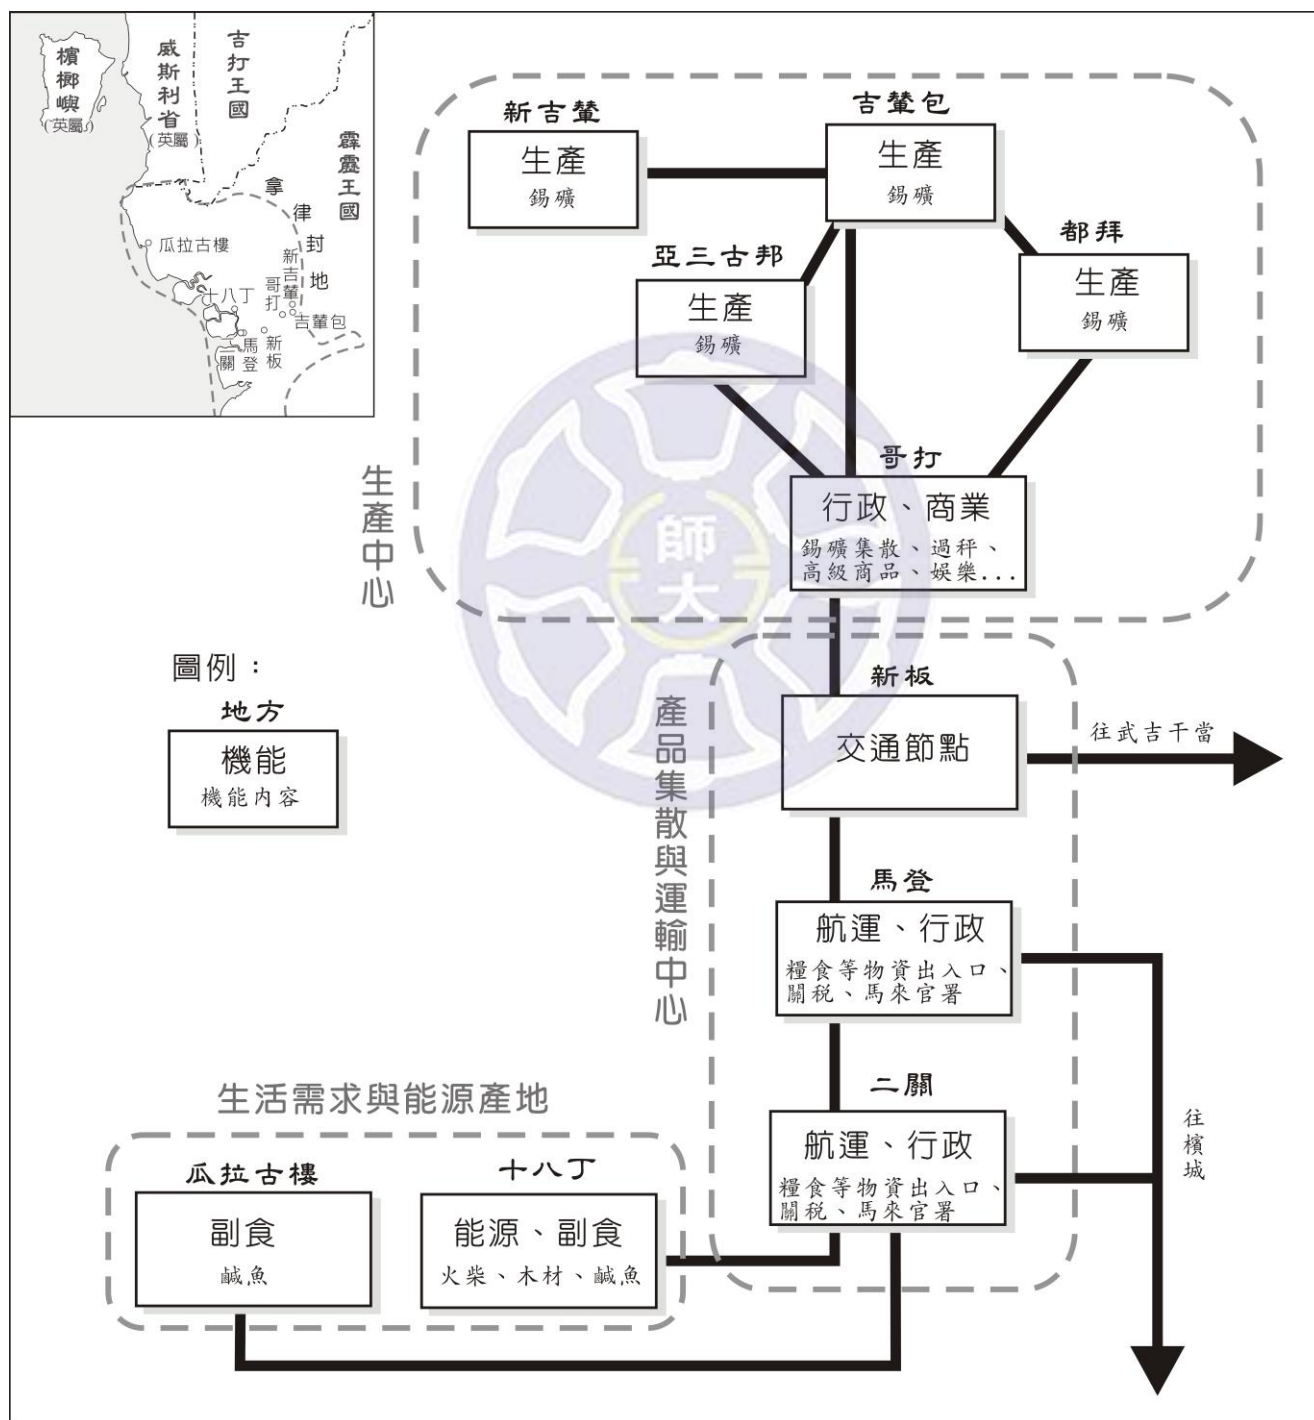 檳榔嶼
(英屬)
威斯利省
(英屬)
吉打王國
霹靂王國
拿律封地
瓜拉古樓
新吉輦
哥打
十八丁
吉輦包
二關
馬登
新板
新吉輦
生產
錫礦
吉輦包
生產
錫礦
亞三古邦
生產
錫礦
都拜
生產
錫礦
哥打
行政、商業
錫礦集散、過秤、
高級商品、娛樂...
生產中心
師大
圖例：
地方
機能
機能內容
產品集散與運輸中心
新板
交通節點
往武吉干當
馬登
航運、行政
糧食等物資出入口、
關稅、馬來官署
二關
航運、行政
糧食等物資出入口、
關稅、馬來官署
往檳城
生活需求與能源產地
瓜拉古樓
副食
鹹魚
十八丁
能源、副食
火柴、木材、鹹魚